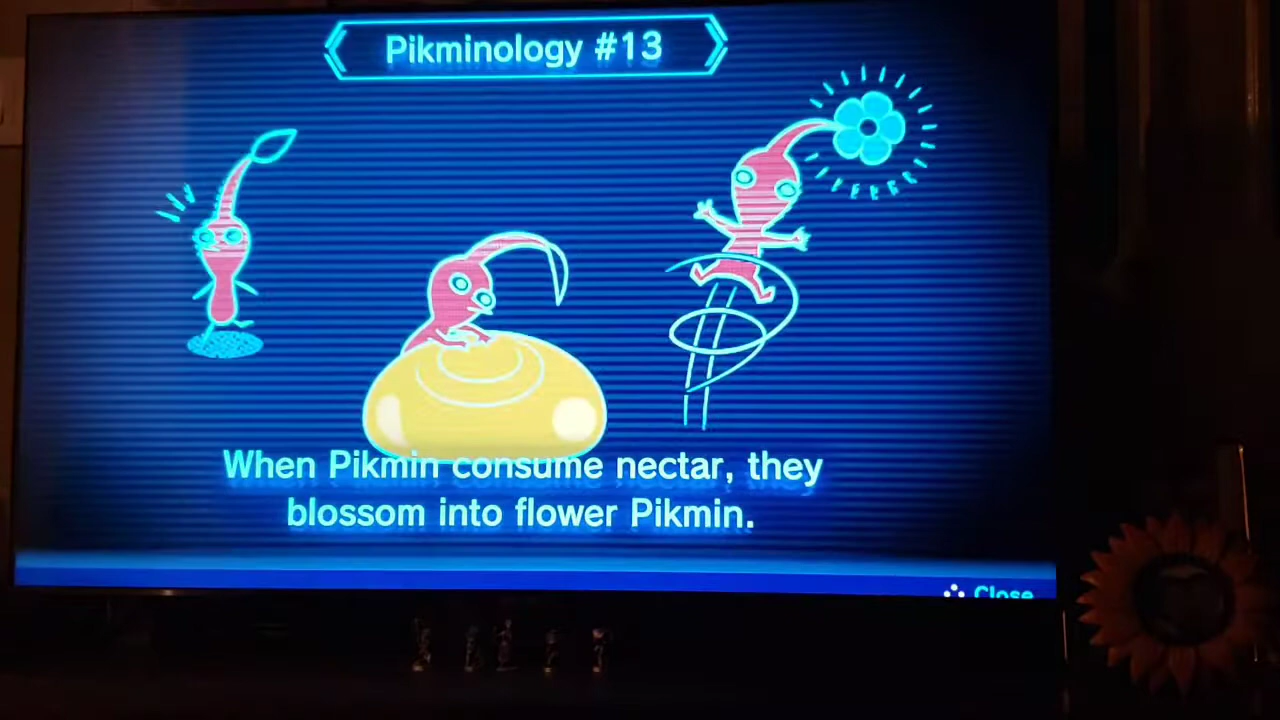 Pikminology #13
When Pikmin consume nectar, they
blossom into flower Pikmin.
Close